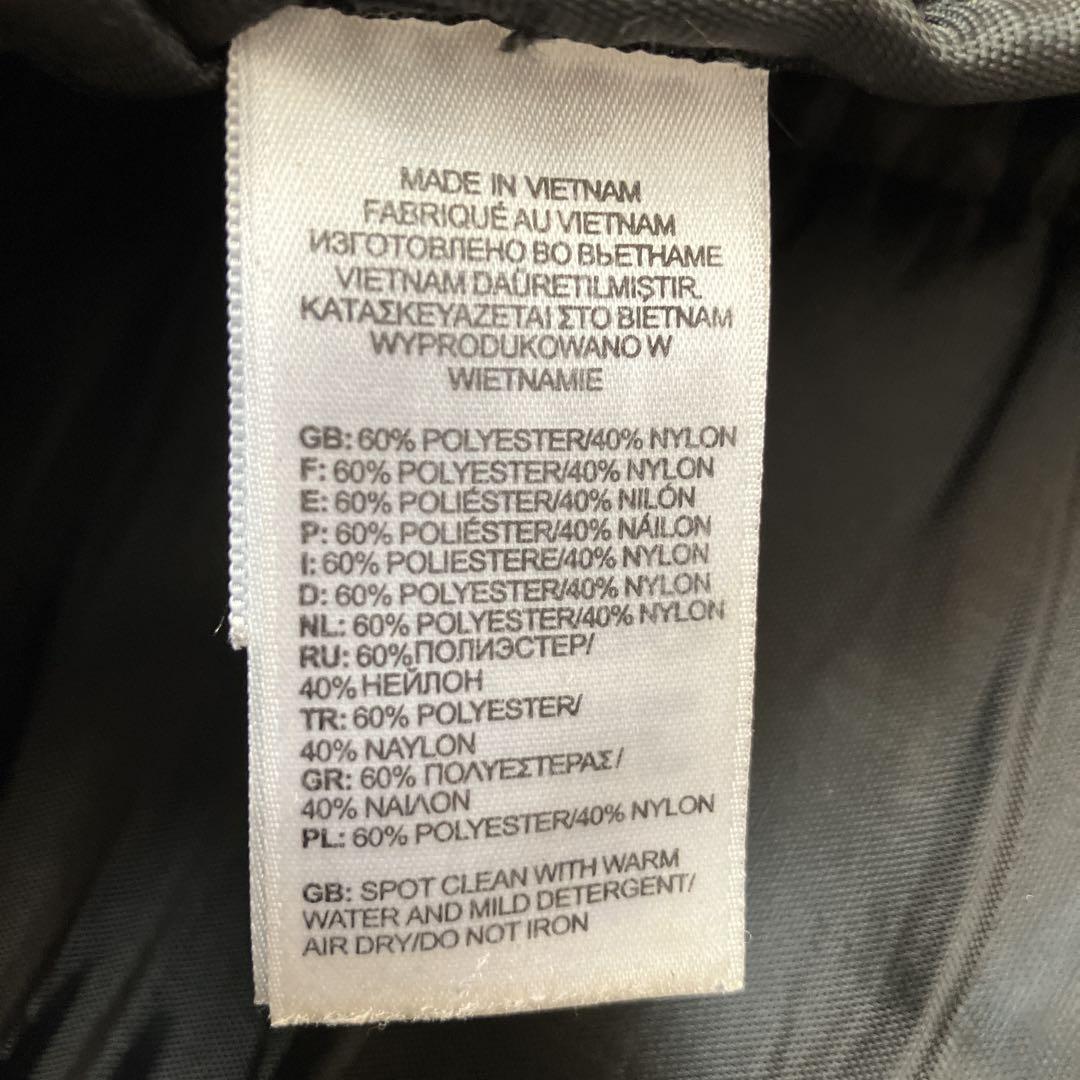 MADE IN VIETNAM
FABRIQUÉ AU VIETNAM
ИЗГОТОВЛЕНО ВО ВЬЕТНАМЕ
VIETNAM DAÜRETILMIŞTIR.
ΚΑΤΑΣΚΕΥΑΖΕΤΑΙ ΣΤΟ ΒΙΕΤΝΑΜ
WYPRODUKOWANO W
WIETNAMIE
GB: 60% POLYESTER/40% NYLON
F: 60% POLYESTER/40% NYLON
E: 60% POLIÉSTER/40% NILÓN
P: 60% POLIÉSTER/40% NÁILON
I: 60% POLIESTERE/40% NYLON
D: 60% POLYESTER/40% NYLON
NL: 60% POLYESTER/40% NYLON
RU: 60%ПОЛИЭСТЕР/
40% НЕЙЛОН
TR: 60% POLYESTER/
40% NAYLON
GR: 60% ΠΟΛΥΕΣΤΕΡΑΣ/
40% ΝΑΙΛΟΝ
PL: 60% POLYESTER/40% NYLON
GB: SPOT CLEAN WITH WARM
WATER AND MILD DETERGENT/
AIR DRY/DO NOT IRON